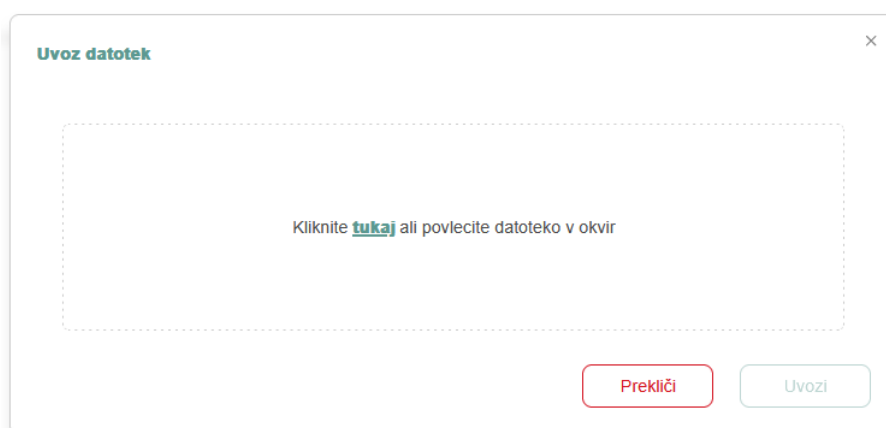 Uvoz datotek
×
Kliknite tukaj ali povlecite datoteko v okvir
Prekliči
Uvozi